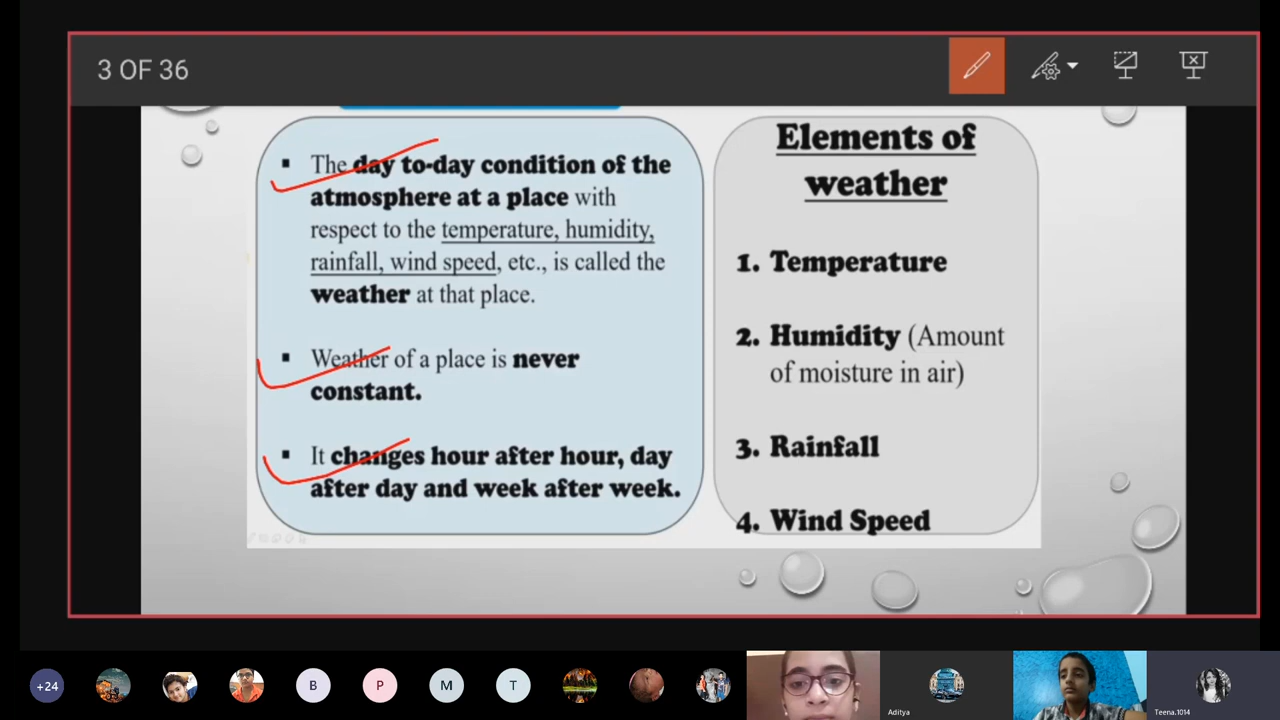 3 OF 36
▪ The day to-day condition of the
atmosphere at a place with
respect to the temperature, humidity,
rainfall, wind speed, etc., is called the
weather at that place.
▪ Weather of a place is never
constant.
▪ It changes hour after hour, day
after day and week after week.
Elements of
weather
1. Temperature
2. Humidity (Amount
of moisture in air)
3. Rainfall
4. Wind Speed
+24
B
P
M
T
Aditya
Teena.1014